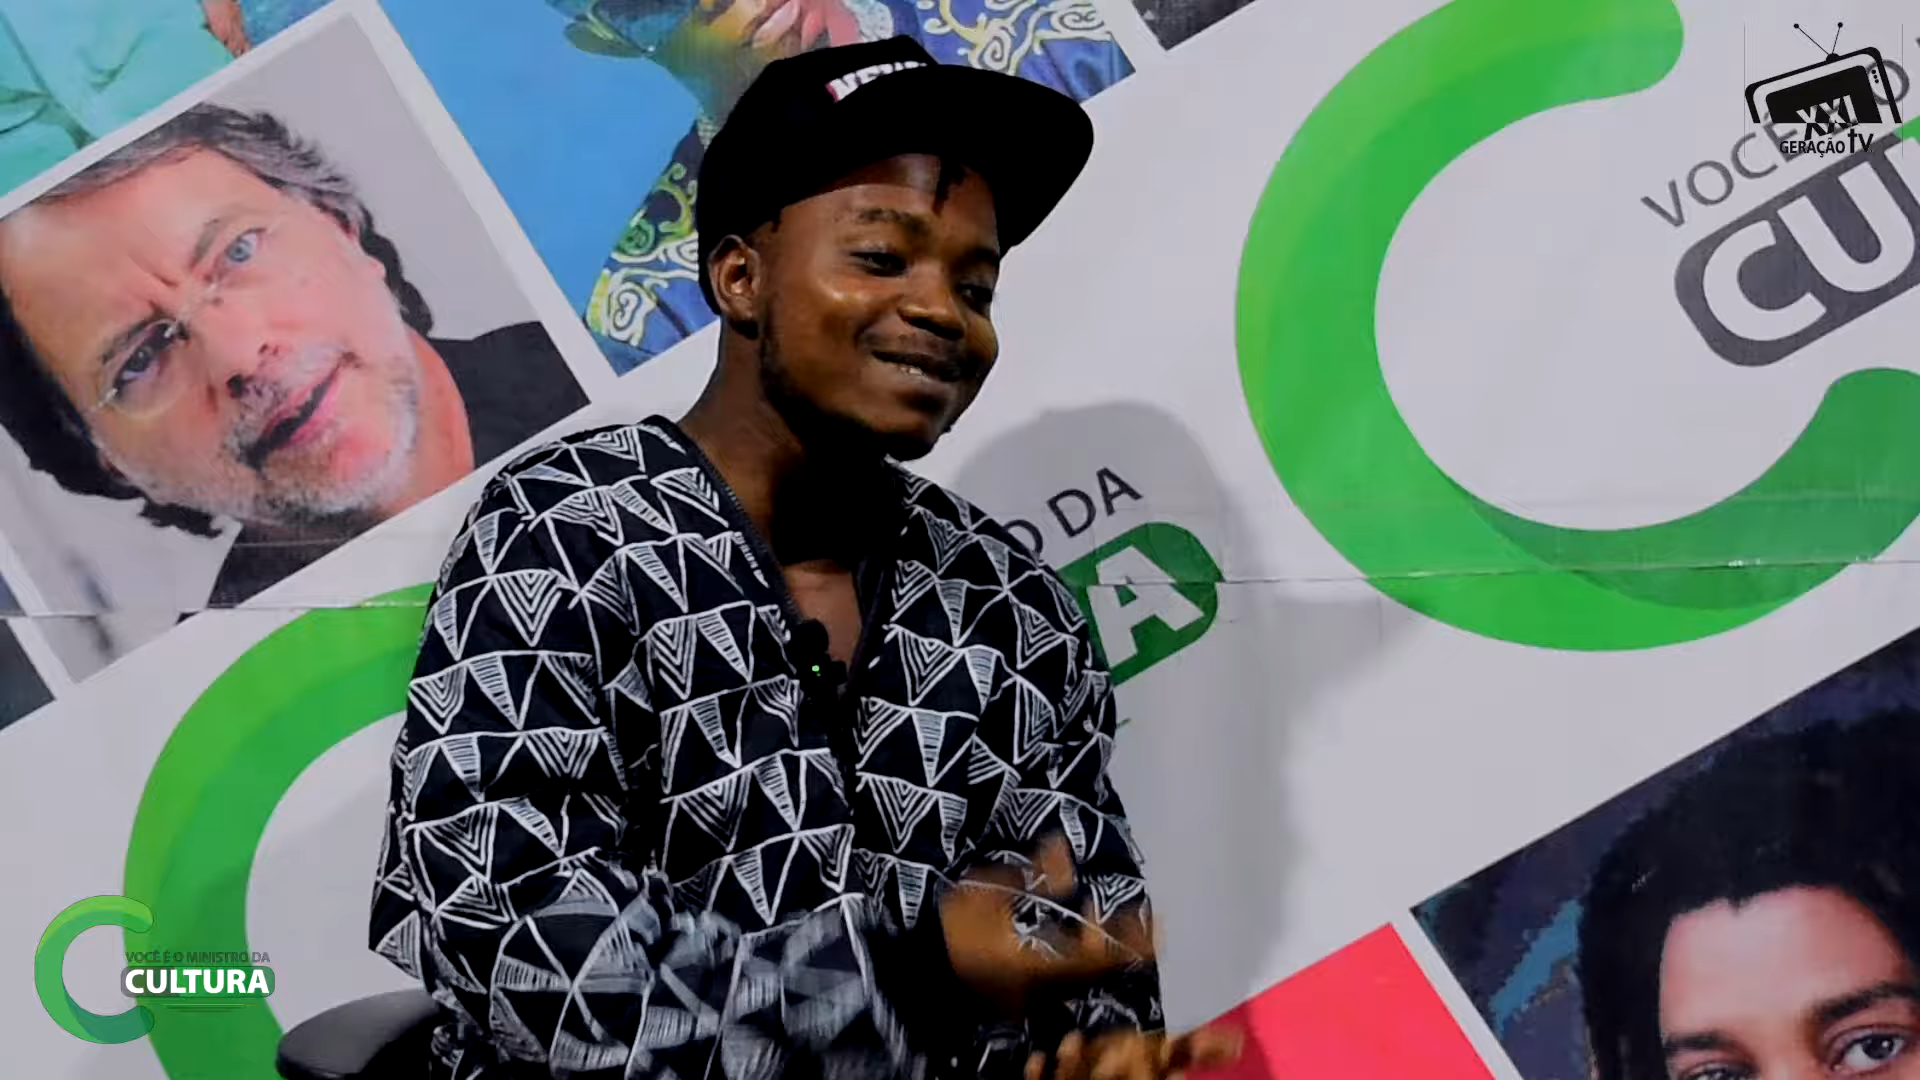 XXI
GERAÇÃO tv
VOCÊ
CU
O DA
A
VOCÊ É O MINISTRO DA
CULTURA